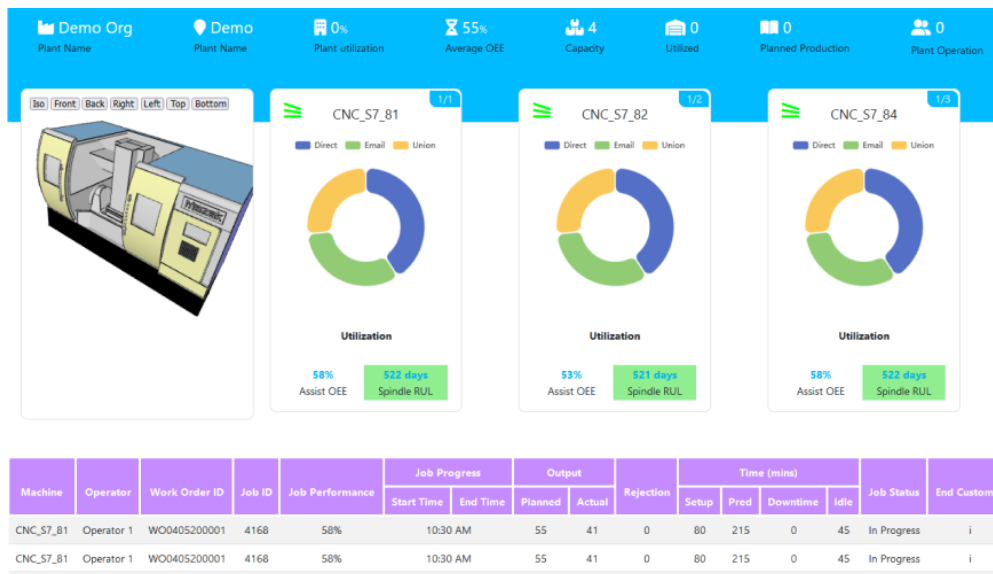 Demo Org Demo 0% 55% 4 0 0 0
Plant Name Plant Name Plant utilization Average OEE Capacity Utilized Planned Production Plant Operation
Iso Front Back Right Left Top Bottom
Mazak
1/1
CNC_S7_81
Direct Email Union
Utilization
58% 522 days
Assist OEE Spindle RUL
1/2
CNC_S7_82
Direct Email Union
Utilization
53% 521 days
Assist OEE Spindle RUL
1/3
CNC_S7_84
Direct Email Union
Utilization
58% 522 days
Assist OEE Spindle RUL
Job Progress Output Time (mins)
Machine Operator Work Order ID Job ID Job Performance Rejection Job Status End Custom
Start Time End Time Planned Actual Setup Pred Downtime Idle
CNC_S7_81 Operator 1 WO0405200001 4168 58% 10:30 AM 55 41 0 80 215 0 45 In Progress i
CNC_S7_81 Operator 1 WO0405200001 4168 58% 10:30 AM 55 41 0 80 215 0 45 In Progress i